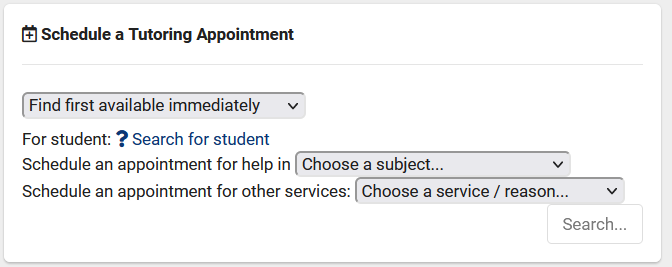 Schedule a Tutoring Appointment
Find first available immediately
For student: ? Search for student
Schedule an appointment for help in Choose a subject...
Schedule an appointment for other services: Choose a service / reason...
Search...